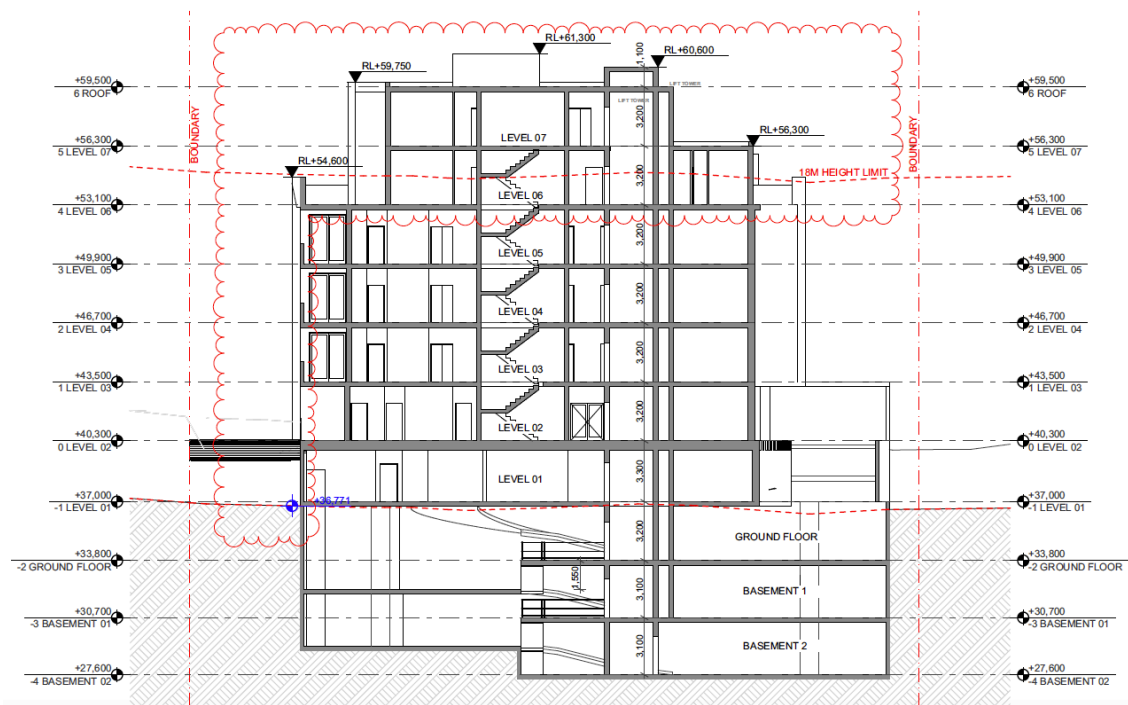 RL+61,300
RL+60,600
RL+59,750
1,100
LIFT TOWER
LIFT TOWER
+59,500
6 ROOF
+59,500
6 ROOF
BOUNDARY
BOUNDARY
3,200
LEVEL 07
RL+56,300
+56,300
5 LEVEL 07
+56,300
5 LEVEL 07
RL+54,600
18M HEIGHT LIMIT
3,200
LEVEL 06
+53,100
4 LEVEL 06
+53,100
4 LEVEL 06
3,200
LEVEL 05
+49,900
3 LEVEL 05
+49,900
3 LEVEL 05
3,200
LEVEL 04
+46,700
2 LEVEL 04
+46,700
2 LEVEL 04
3,200
LEVEL 03
+43,500
1 LEVEL 03
+43,500
1 LEVEL 03
3,200
LEVEL 02
+40,300
0 LEVEL 02
+40,300
0 LEVEL 02
3,300
LEVEL 01
+36,771
+37,000
-1 LEVEL 01
+37,000
-1 LEVEL 01
3,200
GROUND FLOOR
+33,800
-2 GROUND FLOOR
+33,800
-2 GROUND FLOOR
1,550
3,100
BASEMENT 1
+30,700
-3 BASEMENT 01
+30,700
-3 BASEMENT 01
3,100
BASEMENT 2
+27,600
-4 BASEMENT 02
+27,600
-4 BASEMENT 02